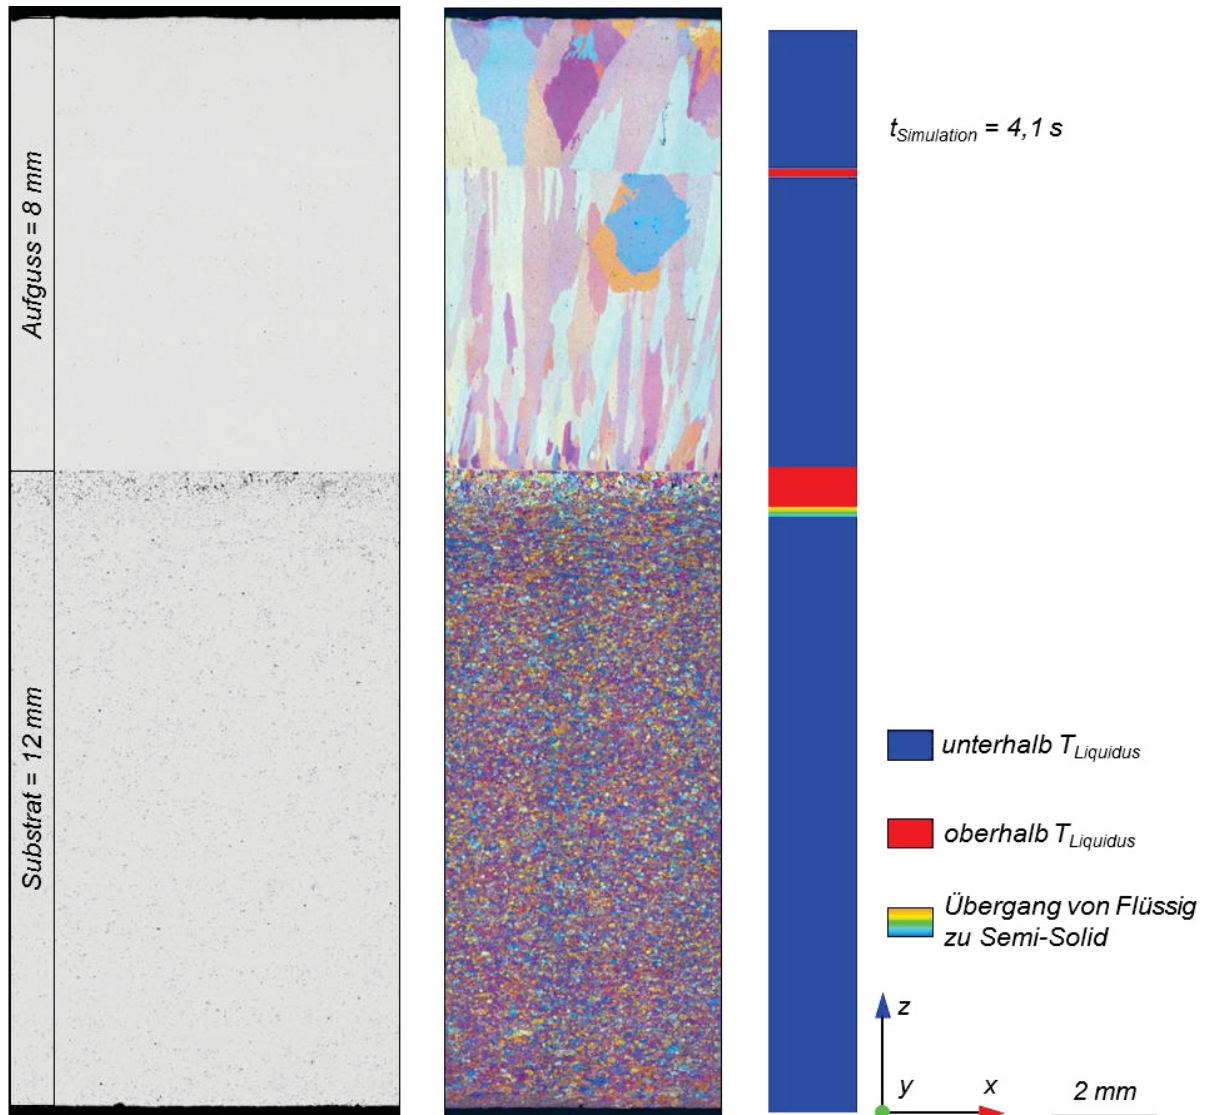 Aufguss = 8 mm
Substrat = 12 mm
tSimulation = 4,1 s
unterhalb TLiquidus
oberhalb TLiquidus
Übergang von Flüssig
zu Semi-Solid
z
y
x
2 mm